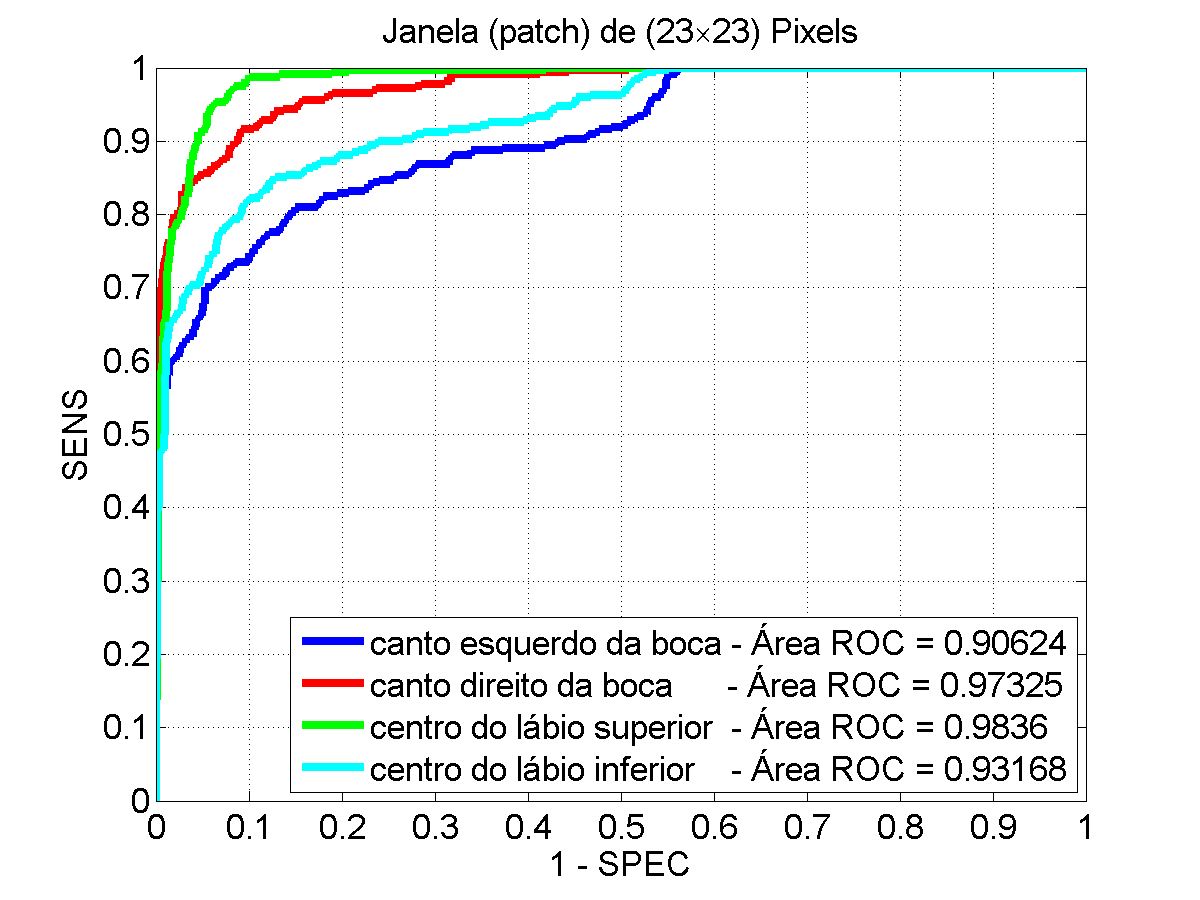 Janela (patch) de (23×23) Pixels
1
0.9
0.8
0.7
0.6
0.5
0.4
0.3
0.2
0.1
0
SENS
canto esquerdo da boca - Área ROC = 0.90624
canto direito da boca - Área ROC = 0.97325
centro do lábio superior - Área ROC = 0.9836
centro do lábio inferior - Área ROC = 0.93168
0 0.1 0.2 0.3 0.4 0.5 0.6 0.7 0.8 0.9 1
1 - SPEC